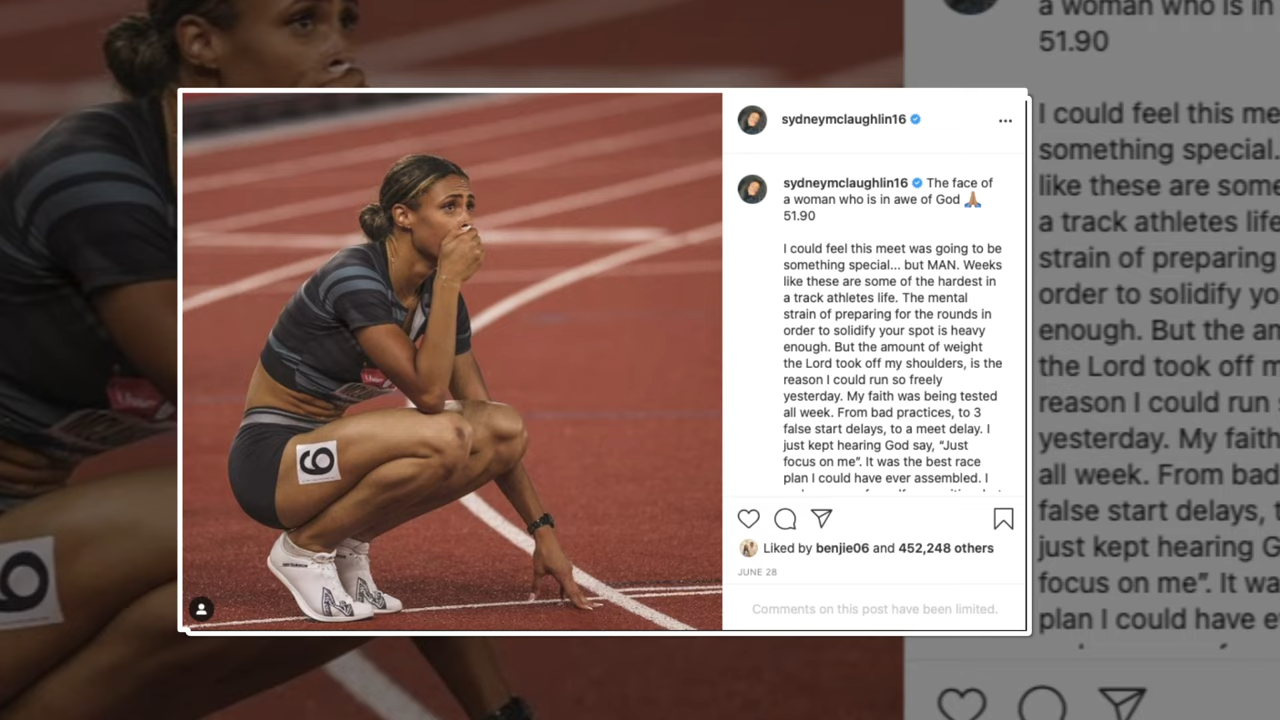 a woman who is in
51.90
I could feel this me
something special.
like these are some
a track athletes life
strain of preparing
order to solidify yo
enough. But the an
the Lord took off m
reason I could run s
yesterday. My faith
all week. From bad
false start delays, t
just kept hearing G
focus on me”. It wa
plan I could have e
sydneymclaughlin16
sydneymclaughlin16 The face of
a woman who is in awe of God 🙏🏽
51.90
I could feel this meet was going to be
something special... but MAN. Weeks
like these are some of the hardest in
a track athletes life. The mental
strain of preparing for the rounds in
order to solidify your spot is heavy
enough. But the amount of weight
the Lord took off my shoulders, is the
reason I could run so freely
yesterday. My faith was being tested
all week. From bad practices, to 3
false start delays, to a meet delay. I
just kept hearing God say, “Just
focus on me”. It was the best race
plan I could have ever assembled. I
Liked by benjie06 and 452,248 others
JUNE 28
Comments on this post have been limited.
6
6